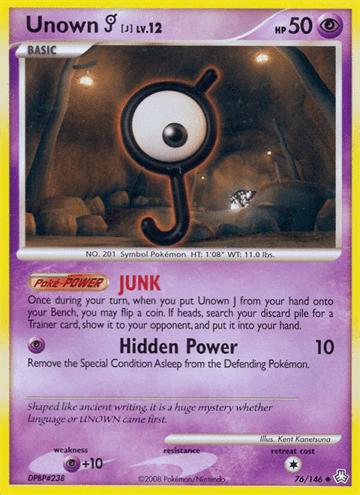 Unown J [J] LV.12 HP 50
BASIC
NO. 201 Symbol Pokémon HT: 1'08" WT: 11.0 lbs.
Poké-POWER JUNK
Once during your turn, when you put Unown J from your hand onto
your Bench, you may flip a coin. If heads, search your discard pile for a
Trainer card, show it to your opponent, and put it into your hand.
Hidden Power 10
Remove the Special Condition Asleep from the Defending Pokémon.
Shaped like ancient writing, it is a huge mystery whether
language or UNOWN came first.
Illus. Kent Kanetsuna
weakness resistance retreat cost
+10
DPBP#238 ©2008 Pokémon/Nintendo 76/146